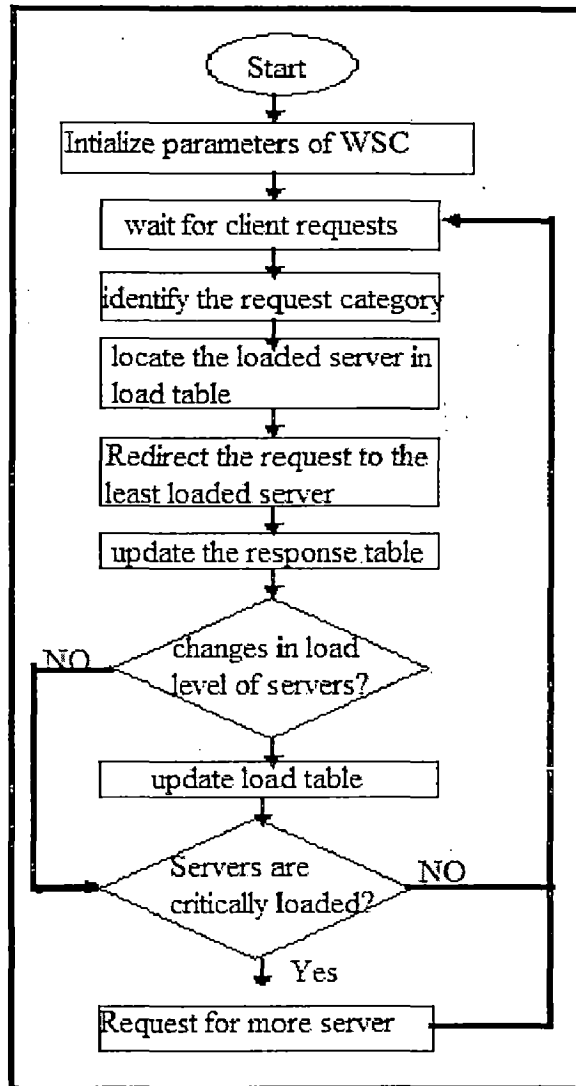 Start
Intialize parameters of WSC
wait for client requests
identify the request category
locate the loaded server in
load table
Redirect the request to the
least loaded server
update the response table
changes in load
level of servers?
NO
update load table
Servers are
critically loaded?
NO
Yes
Request for more server